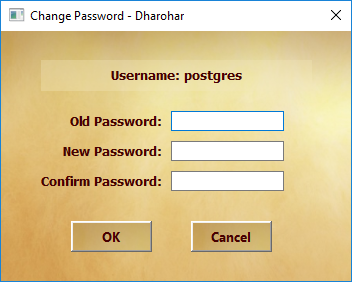 Change Password - Dharohar
Username: postgres
Old Password:
New Password:
Confirm Password:
OK Cancel